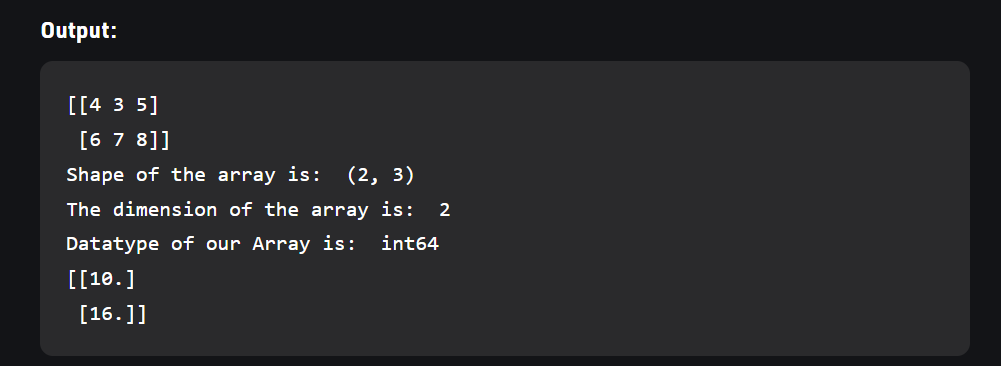 Output:
[[4 3 5]
 [6 7 8]]
Shape of the array is:  (2, 3)
The dimension of the array is:  2
Datatype of our Array is:  int64
[[10.]
 [16.]]